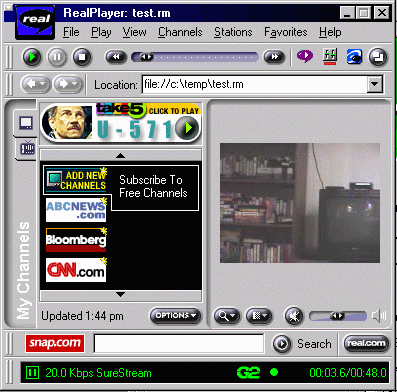 real
RealPlayer: test.rm
File Play View Channels Stations Favorites Help
Location: file://c:\temp\test.rm
take5 CLICK TO PLAY
U-571
My Channels
ADD NEW CHANNELS
Subscribe To
Free Channels
ABCNEWS
.com
Bloomberg
CNN.com
Updated 1:44 pm OPTIONS
snap.com Search real.com
20.0 Kbps SureStream G2 00:03.6/00:48.0